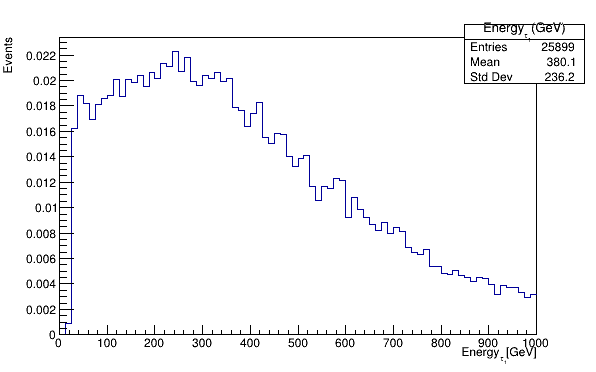 Energy_τ₁(GeV)
Entries 25899
Mean 380.1
Std Dev 236.2
Events
0.022
0.02
0.018
0.016
0.014
0.012
0.01
0.008
0.006
0.004
0.002
0
0 100 200 300 400 500 600 700 800 900 1000
Energy_τ₁[GeV]